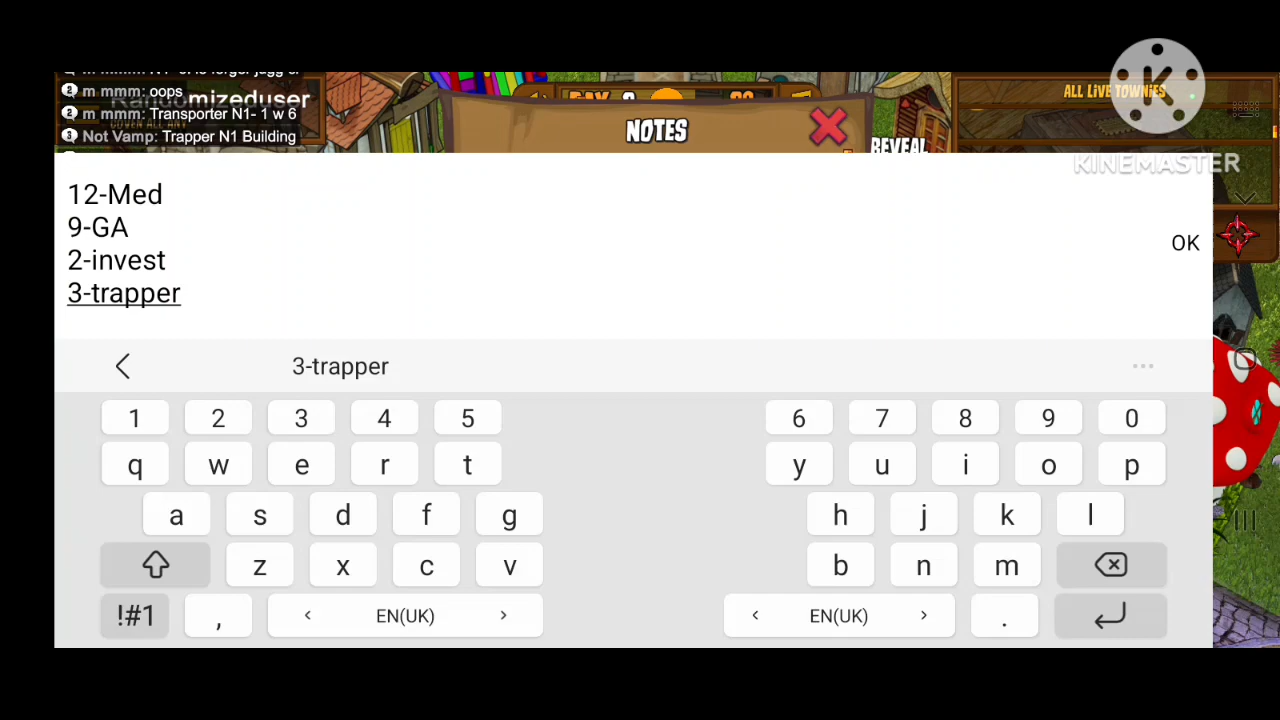 m mmm: oops
Randomizeduser
m mmm: Transporter N1- 1 w 6
Not Vamp: Trapper N1 Building
NOTES
ALL LIVE TOWNIES
REVEAL
K
KINEMASTER
12-Med
9-GA
2-invest
3-trapper
OK
3-trapper
1 2 3 4 5 6 7 8 9 0
q w e r t y u i o p
a s d f g h j k l
z x c v b n m
!#1 , < EN(UK) > < EN(UK) > .